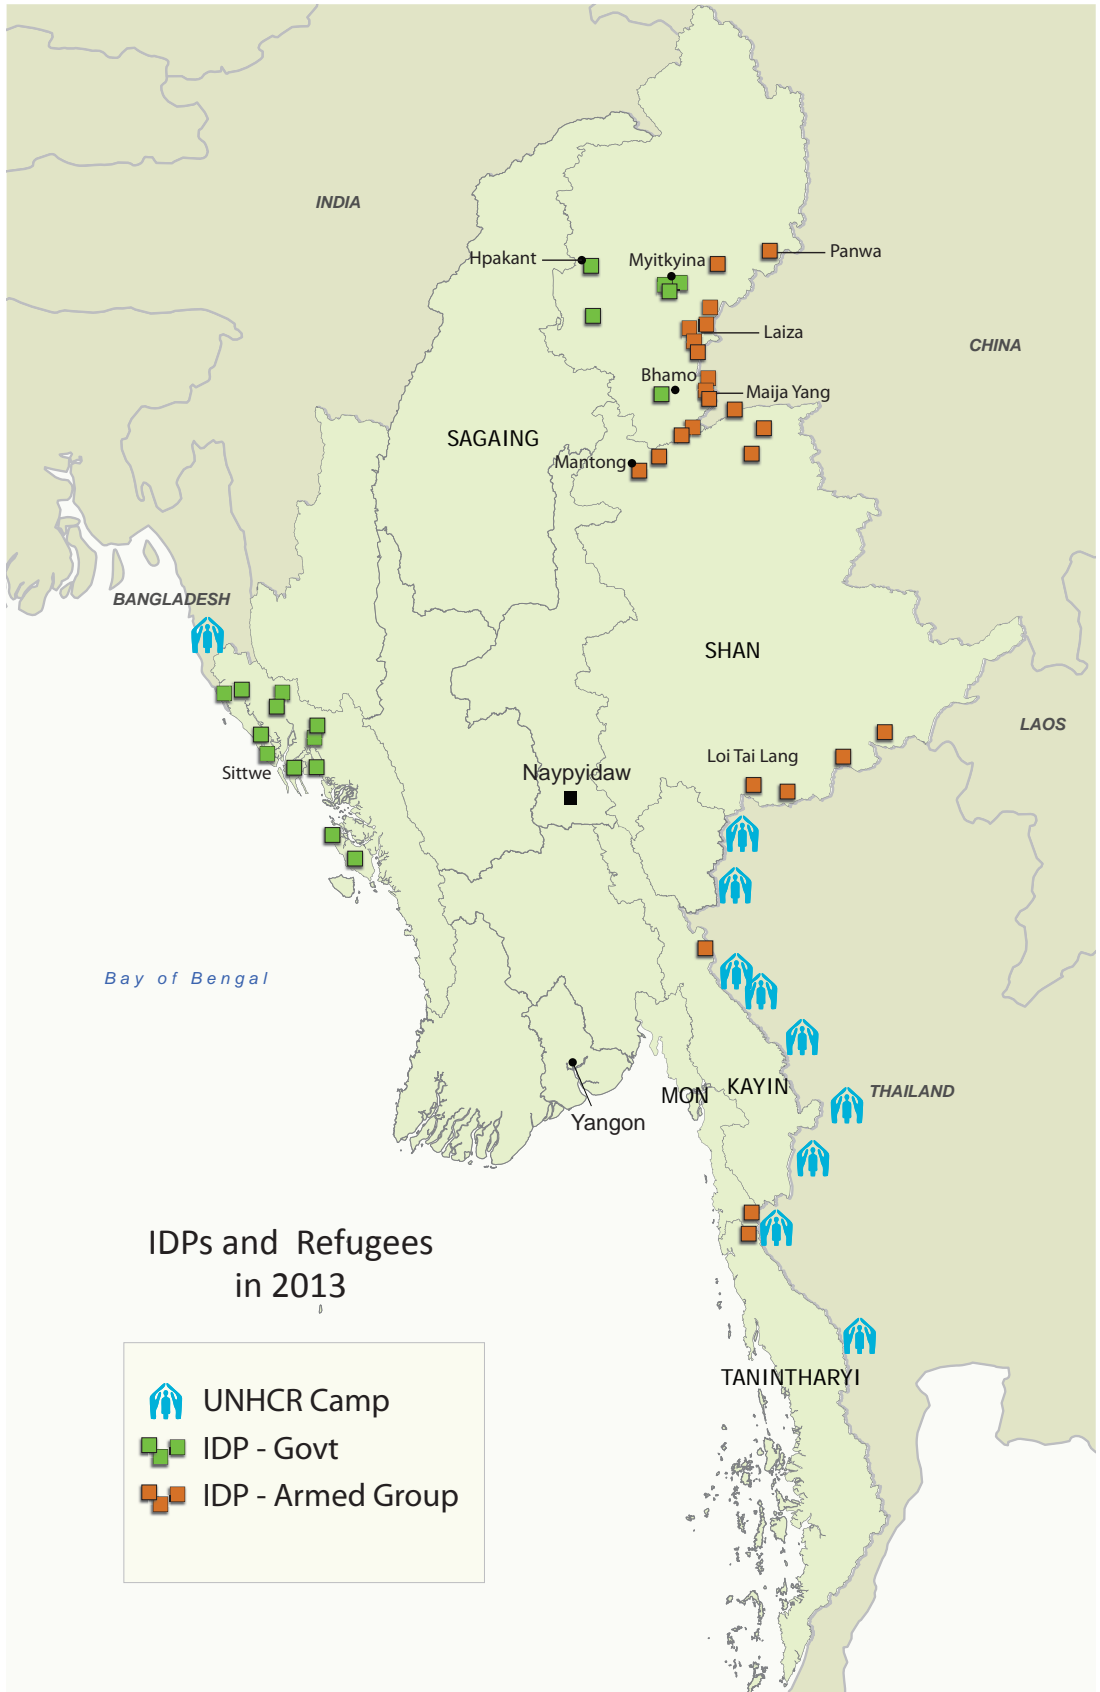 INDIA
Hpakant
Myitkyina
Panwa
Laiza
CHINA
Bhamo
Maija Yang
SAGAING
Mantong
BANGLADESH
SHAN
LAOS
Loi Tai Lang
Sittwe
Naypyidaw
Bay of Bengal
KAYIN
THAILAND
MON
Yangon
IDPs and Refugees
in 2013
TANINTHARYI
UNHCR Camp
IDP - Govt
IDP - Armed Group